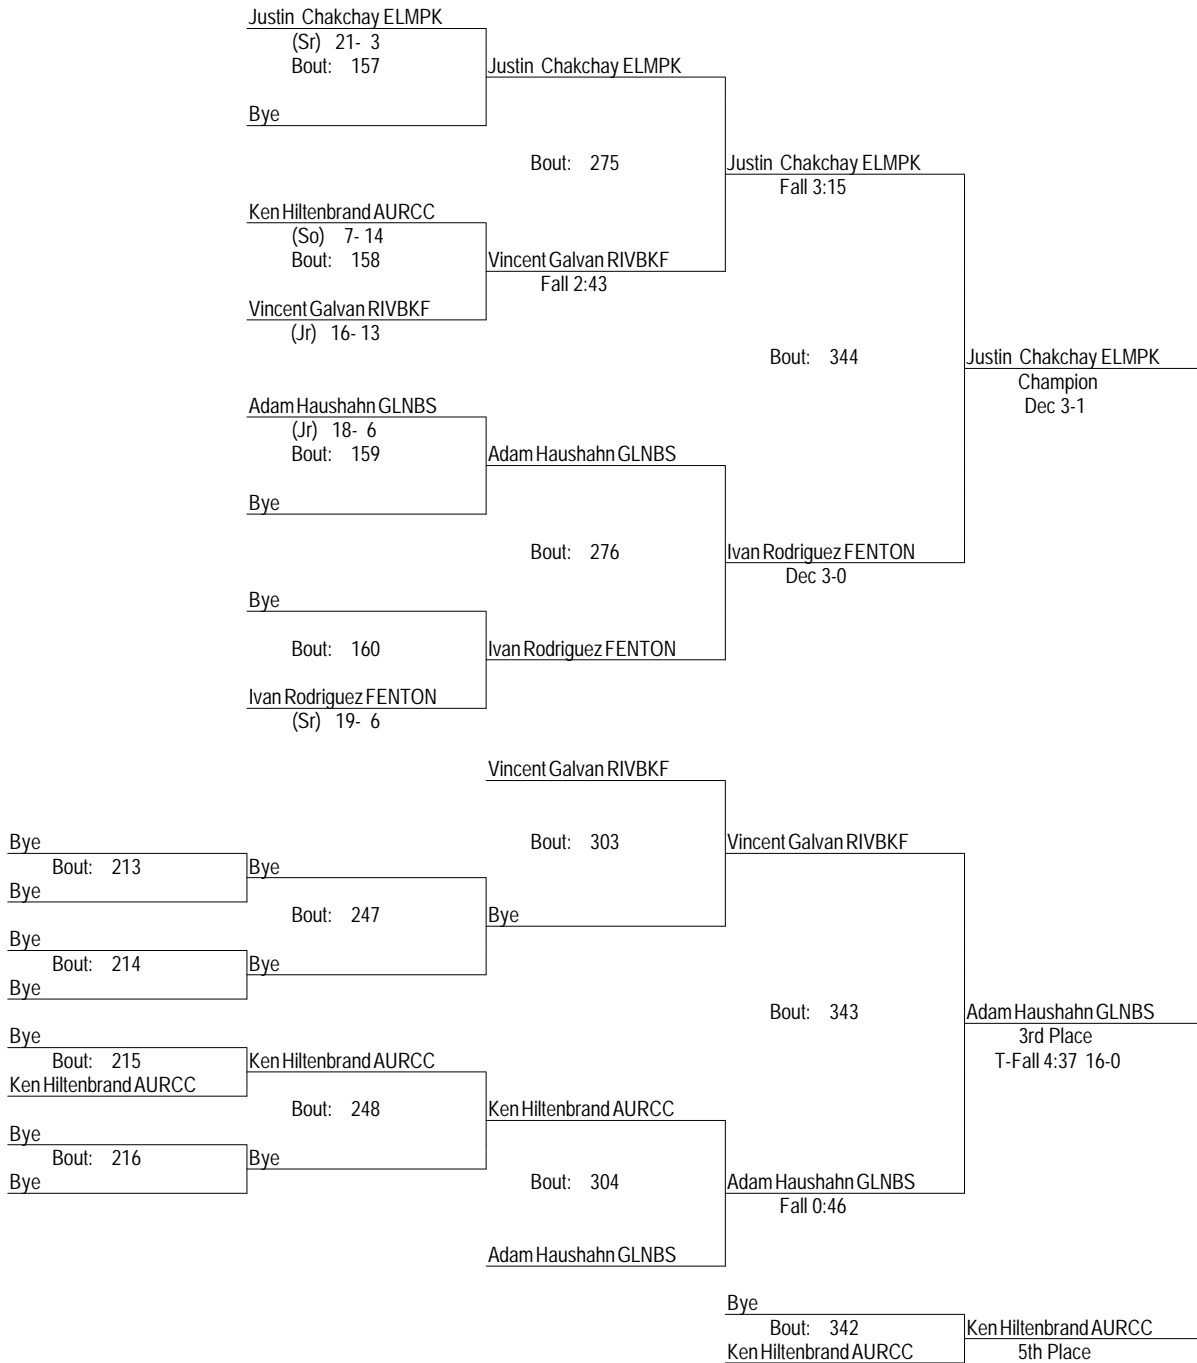 Justin Chakchay ELMPK
(Sr) 21- 3
Bout: 157
Justin Chakchay ELMPK
Bye
Bout: 275
Justin Chakchay ELMPK
Fall 3:15
Ken Hiltenbrand AURCC
(So) 7- 14
Bout: 158
Vincent Galvan RIVBKF
Fall 2:43
Vincent Galvan RIVBKF
(Jr) 16- 13
Bout: 344
Justin Chakchay ELMPK
Champion
Dec 3-1
Adam Haushahn GLNBS
(Jr) 18- 6
Bout: 159
Adam Haushahn GLNBS
Bye
Bout: 276
Ivan Rodriguez FENTON
Dec 3-0
Bye
Bout: 160
Ivan Rodriguez FENTON
Ivan Rodriguez FENTON
(Sr) 19- 6
Vincent Galvan RIVBKF
Bout: 303
Vincent Galvan RIVBKF
Bye
Bout: 213
Bye
Bye
Bout: 247
Bye
Bye
Bout: 214
Bye
Bye
Bout: 343
Adam Haushahn GLNBS
3rd Place
T-Fall 4:37 16-0
Bye
Bout: 215
Ken Hiltenbrand AURCC
Ken Hiltenbrand AURCC
Bout: 248
Ken Hiltenbrand AURCC
Bye
Bout: 216
Bye
Bye
Bout: 304
Adam Haushahn GLNBS
Fall 0:46
Adam Haushahn GLNBS
Bye
Bout: 342
Ken Hiltenbrand AURCC
Ken Hiltenbrand AURCC
5th Place